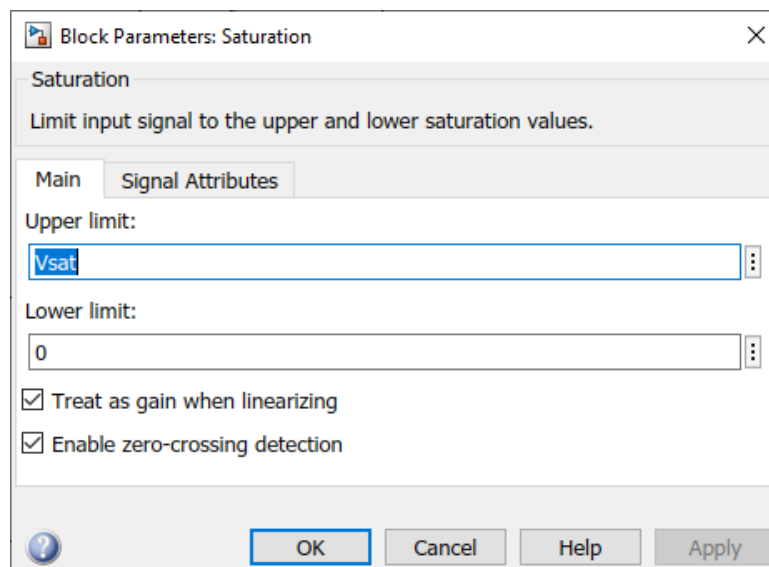 Block Parameters: Saturation
Saturation
Limit input signal to the upper and lower saturation values.
Main Signal Attributes
Upper limit:
Vsat
Lower limit:
0
Treat as gain when linearizing
Enable zero-crossing detection
? OK Cancel Help Apply